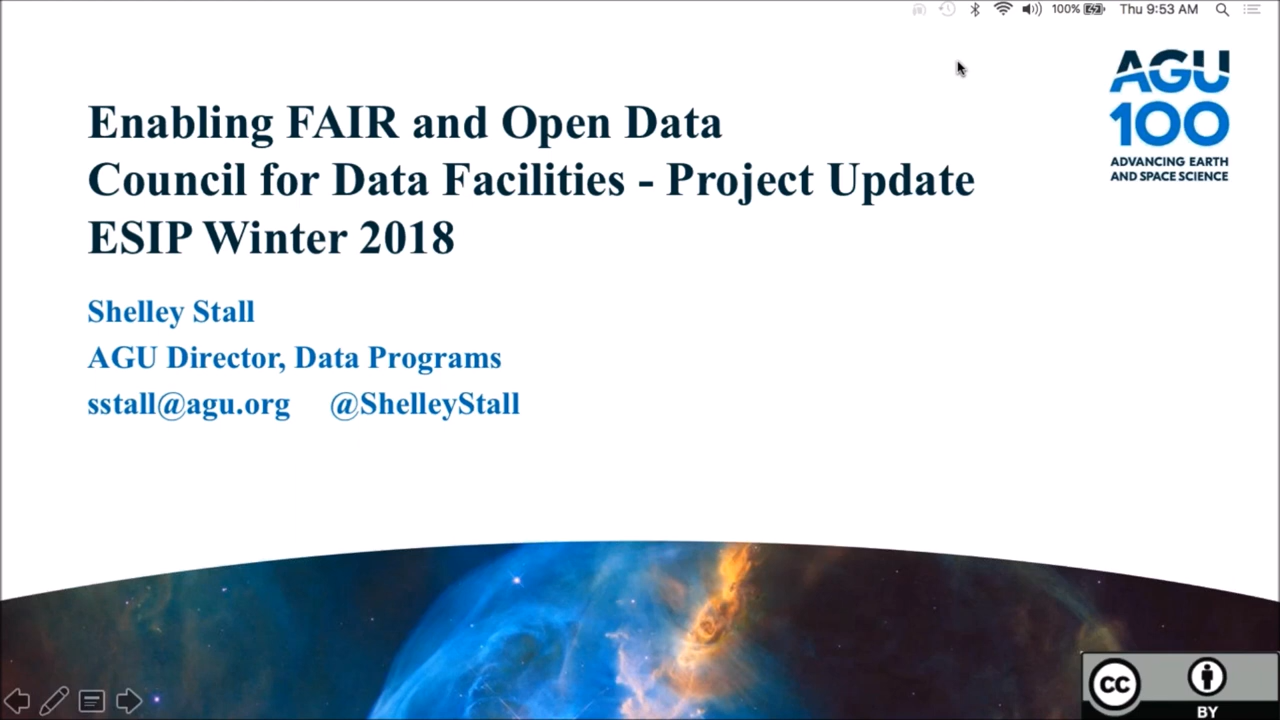 100% Thu 9:53 AM
AGU
100
ADVANCING EARTH
AND SPACE SCIENCE
Enabling FAIR and Open Data
Council for Data Facilities - Project Update
ESIP Winter 2018
Shelley Stall
AGU Director, Data Programs
sstall@agu.org @ShelleyStall
CC
BY